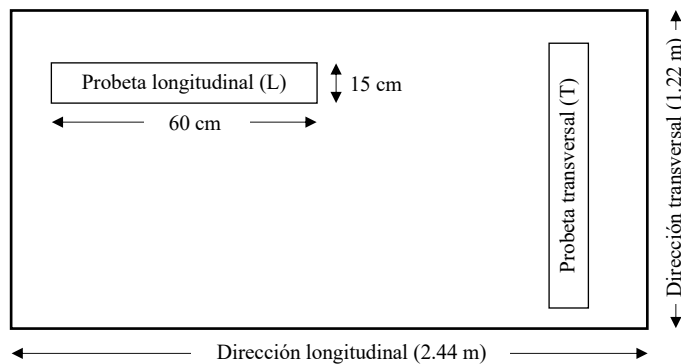 Probeta longitudinal (L)
15 cm
60 cm
Probeta transversal (T)
Dirección transversal (1.22 m)
Dirección longitudinal (2.44 m)